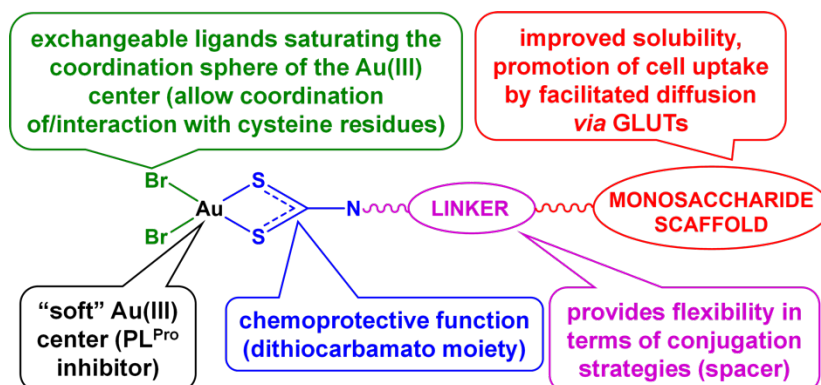 exchangeable ligands saturating the
coordination sphere of the Au(III)
center (allow coordination
of/interaction with cysteine residues)
improved solubility,
promotion of cell uptake
by facilitated diffusion
via GLUTs
Br
Br
Au
S
S
N
LINKER
MONOSACCHARIDE
SCAFFOLD
“soft” Au(III)
center (PLPro
inhibitor)
chemoprotective function
(dithiocarbamato moiety)
provides flexibility in
terms of conjugation
strategies (spacer)